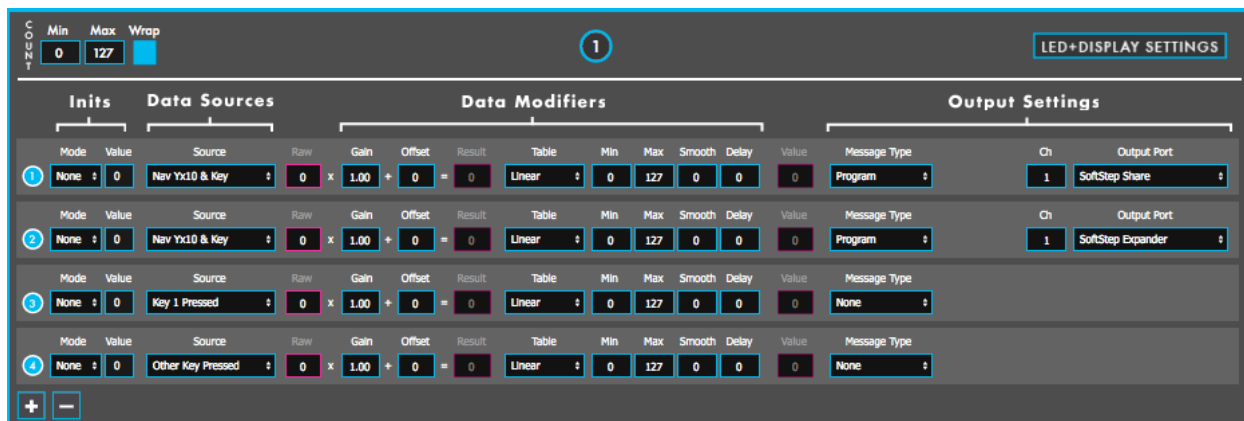 COUNT
Min Max Wrap
0 127
1
LED+DISPLAY SETTINGS
Inits Data Sources Data Modifiers Output Settings
Mode Value Source Raw Gain Offset Result Table Min Max Smooth Delay Value Message Type Ch Output Port
1 None 0 Nav Yx10 & Key 0 x 1.00 + 0 = 0 Linear 0 127 0 0 0 Program 1 SoftStep Share
Mode Value Source Raw Gain Offset Result Table Min Max Smooth Delay Value Message Type Ch Output Port
2 None 0 Nav Yx10 & Key 0 x 1.00 + 0 = 0 Linear 0 127 0 0 0 Program 1 SoftStep Expander
Mode Value Source Raw Gain Offset Result Table Min Max Smooth Delay Value Message Type
3 None 0 Key 1 Pressed 0 x 1.00 + 0 = 0 Linear 0 127 0 0 0 None
Mode Value Source Raw Gain Offset Result Table Min Max Smooth Delay Value Message Type
4 None 0 Other Key Pressed 0 x 1.00 + 0 = 0 Linear 0 127 0 0 0 None
+ −